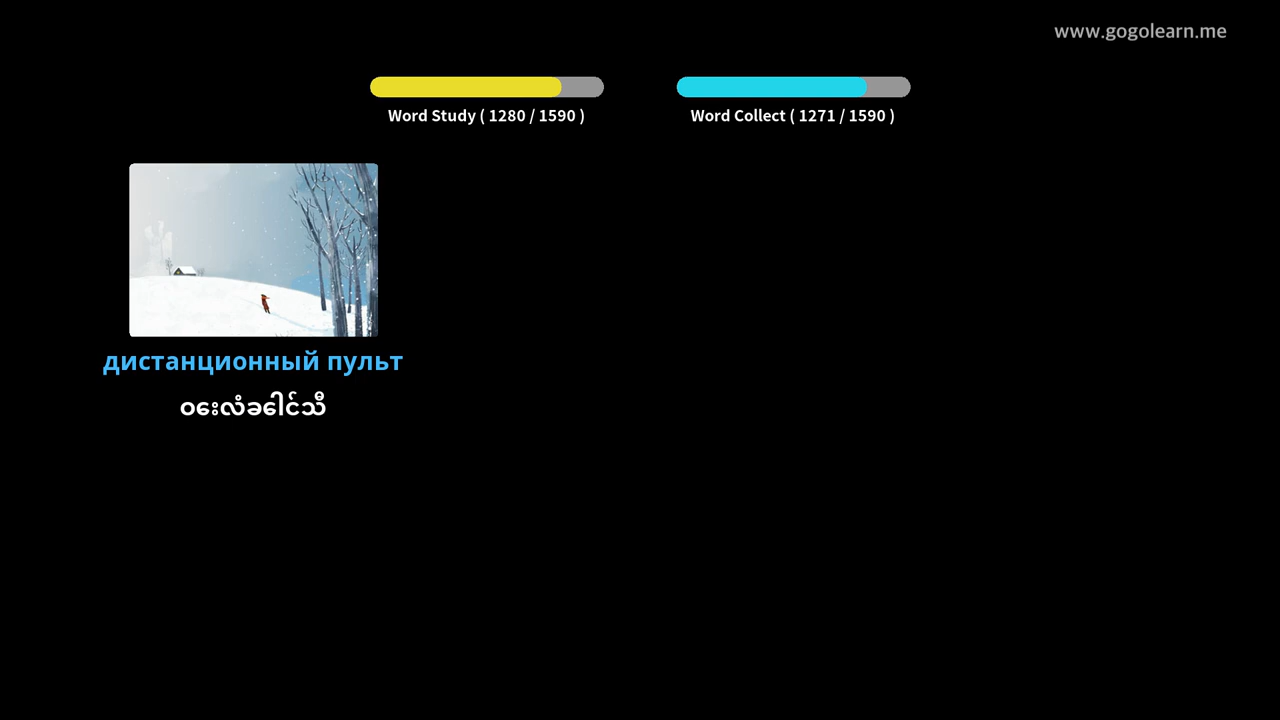 www.gogolearn.me
Word Study ( 1280 / 1590 )
Word Collect ( 1271 / 1590 )
дистанционный пульт
ဝေးလံခေါင်သီ